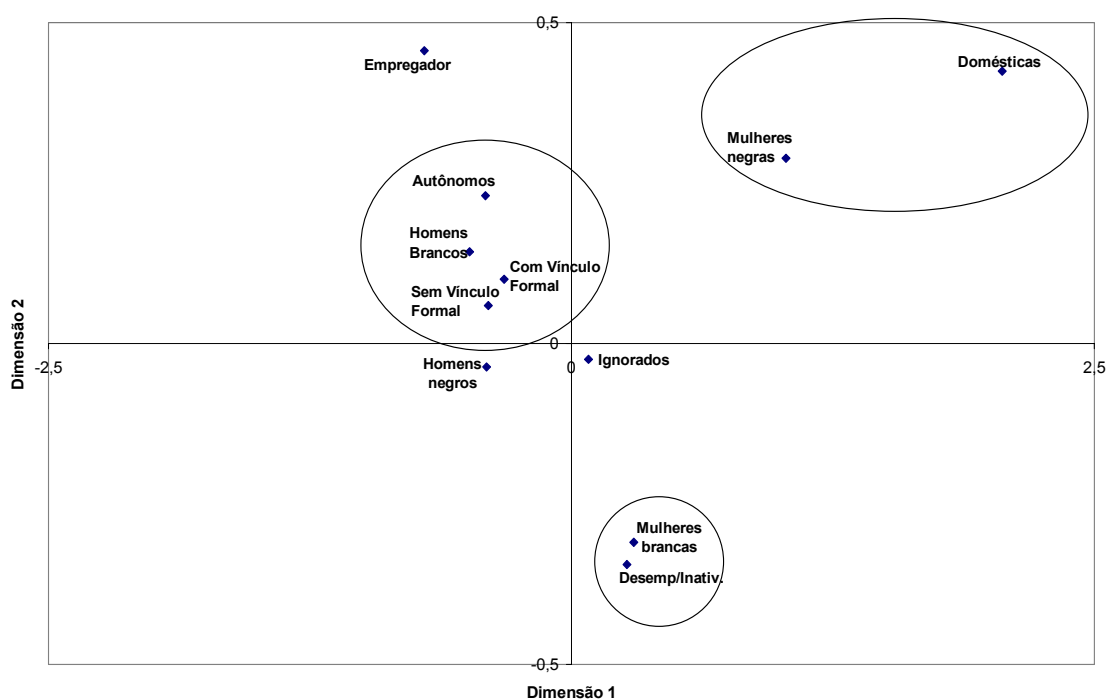 0,5
Empregador
Domésticas
Mulheres
negras
Autônomos
Homens
Brancos
Com Vínculo
Formal
Sem Vínculo
Formal
0
-2,5
0
2,5
Homens
negros
Ignorados
Dimensão 2
Mulheres
brancas
Desemp/Inativ.
-0,5
Dimensão 1